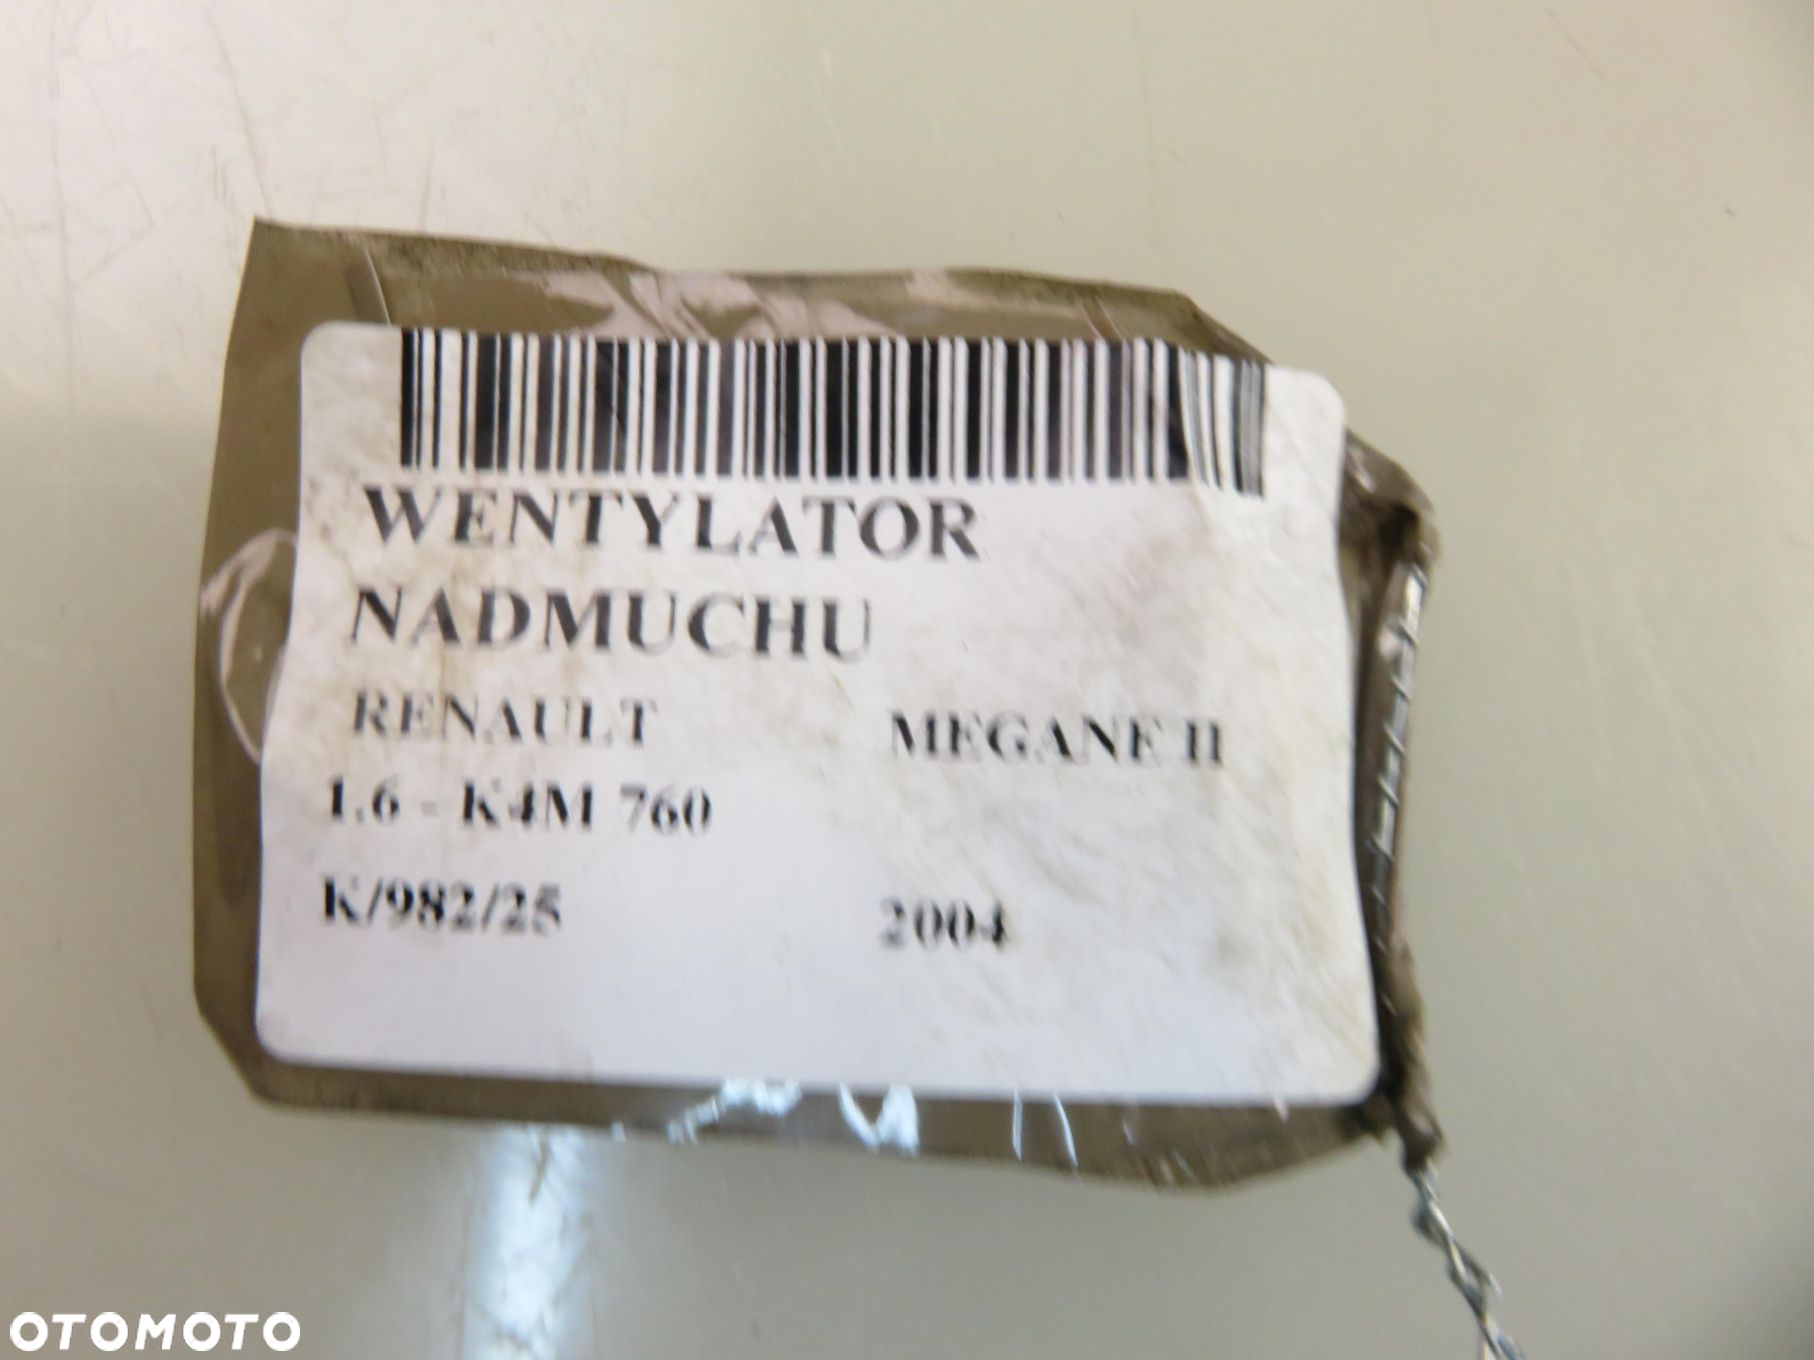 WENTYLATOR
NADMUCHU
RENAULT MEGANE II
1.6 - K4M 760
K/982/25 2004
OTOMOTO